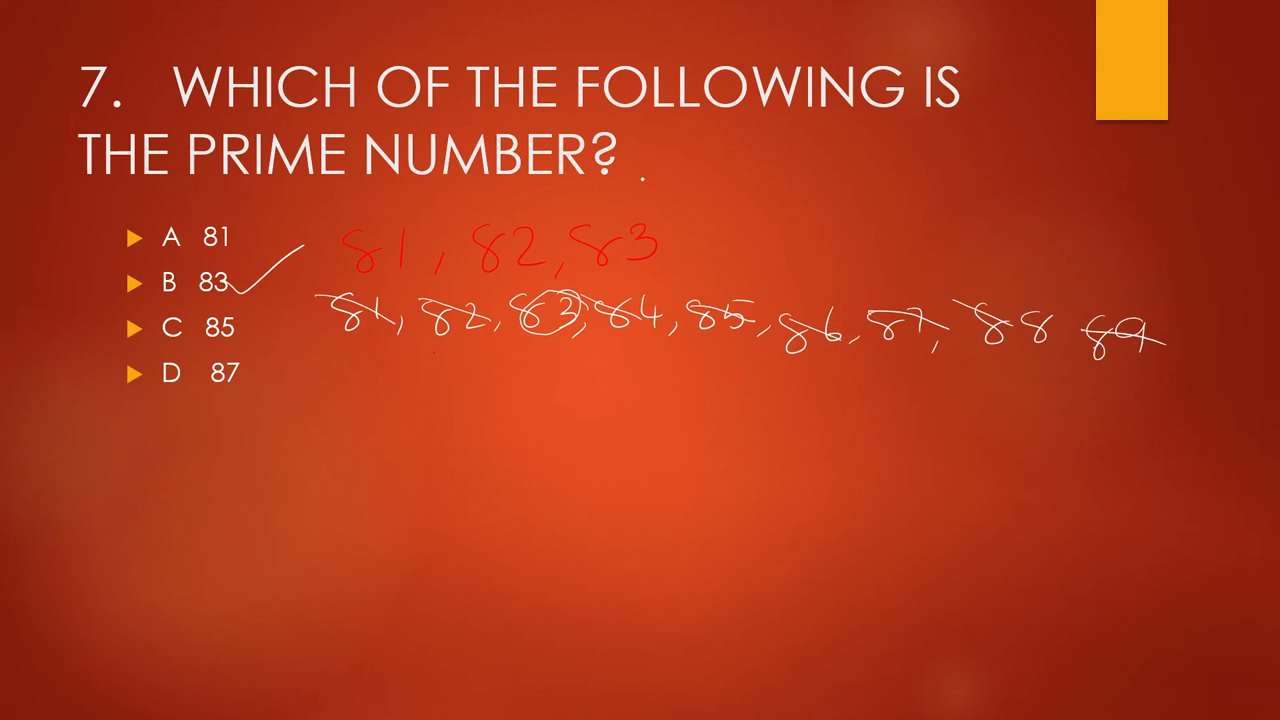 7. WHICH OF THE FOLLOWING IS
THE PRIME NUMBER?
A 81
B 83
C 85
D 87
81, 82, 83
81, 82, 83, 84, 85, 86, 87, 88 89